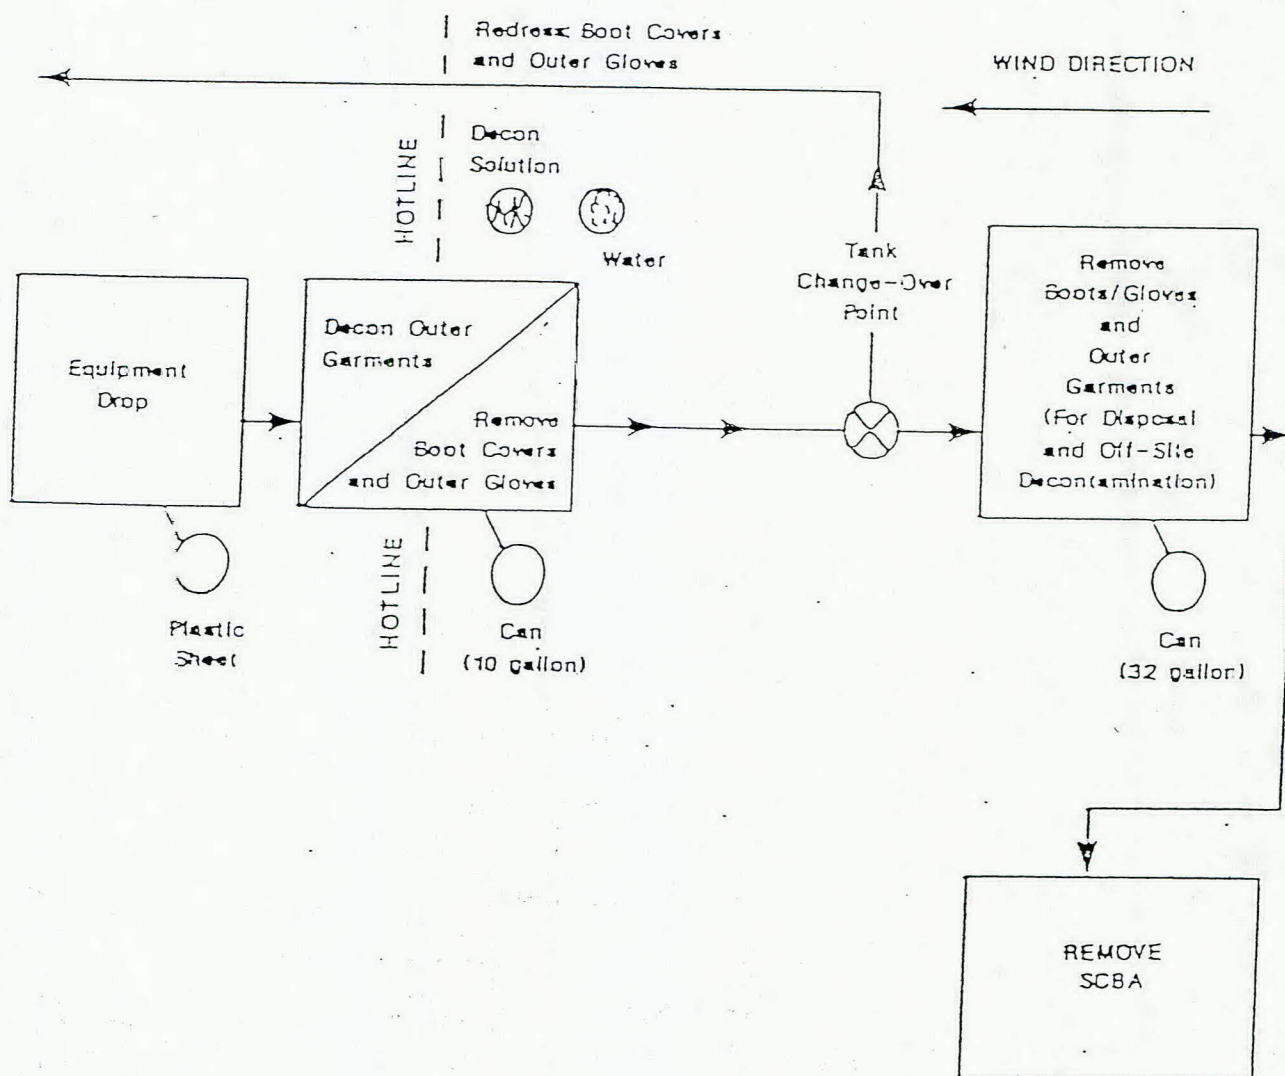 Redress: Boot Covers
and Outer Gloves
WIND DIRECTION
HOTLINE
Decon
Solution
Water
Tank
Change-Over
Point
Equipment
Drop
Decon Outer
Garments
Remove
Boot Covers
and Outer Gloves
Remove
Boots/Gloves
and
Outer
Garments
(For Disposal
and Off-Site
Decontamination)
HOTLINE
Plastic
Sheet
Can
(10 gallon)
Can
(32 gallon)
REMOVE
SCBA